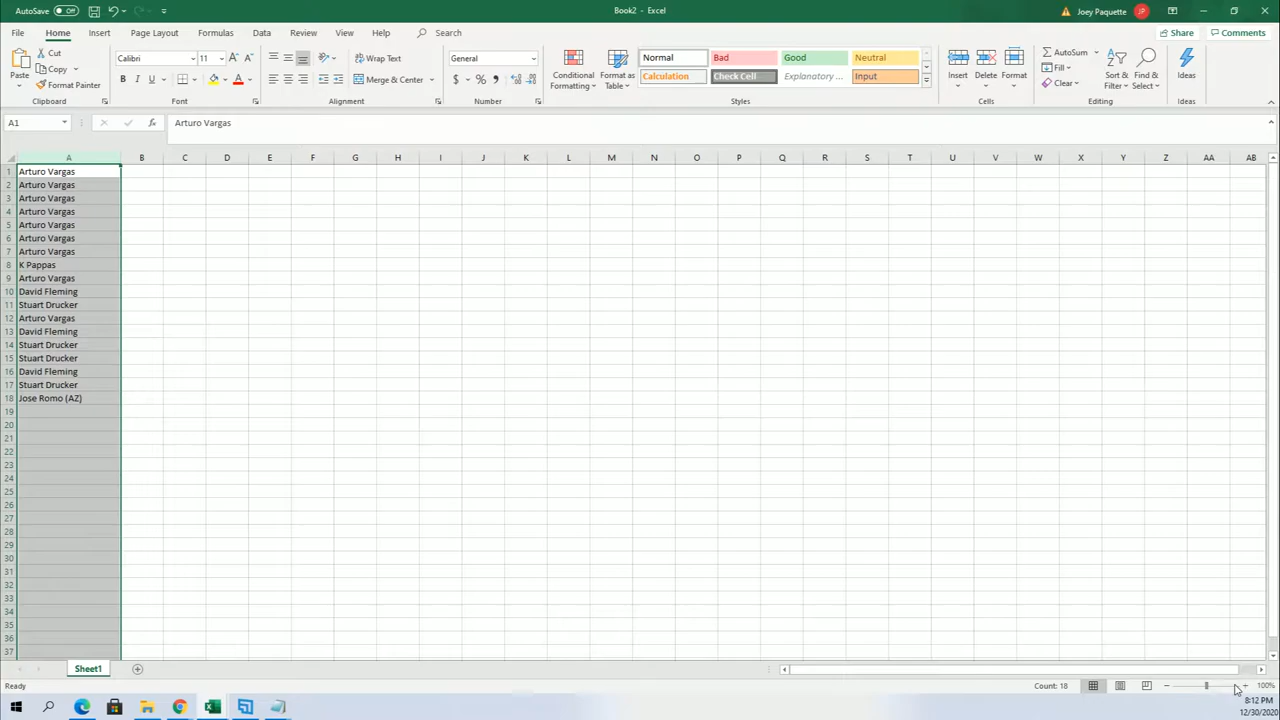 AutoSave Off Book2 - Excel Joey Paquette JP
File Home Insert Page Layout Formulas Data Review View Help Search Share Comments
Paste Cut Copy Format Painter Clipboard
Calibri 11 A A B I U A Font
Wrap Text Merge & Center Alignment
General $ % , Number
Conditional Formatting Format as Table
Normal Bad Good Neutral
Calculation Check Cell Explanatory ... Input
Styles
Insert Delete Format Cells
AutoSum Fill Clear Sort & Filter Find & Select Editing
Ideas Ideas
A1 fx Arturo Vargas
A B C D E F G H I J K L M N O P Q R S T U V W X Y Z AA AB
1 Arturo Vargas
2 Arturo Vargas
3 Arturo Vargas
4 Arturo Vargas
5 Arturo Vargas
6 Arturo Vargas
7 Arturo Vargas
8 K Pappas
9 Arturo Vargas
10 David Fleming
11 Stuart Drucker
12 Arturo Vargas
13 David Fleming
14 Stuart Drucker
15 Stuart Drucker
16 David Fleming
17 Stuart Drucker
18 Jose Romo (AZ)
19
20
21
22
23
24
25
26
27
28
29
30
31
32
33
34
35
36
37
Sheet1
Ready Count: 18 100%
8:12 PM
12/30/2020